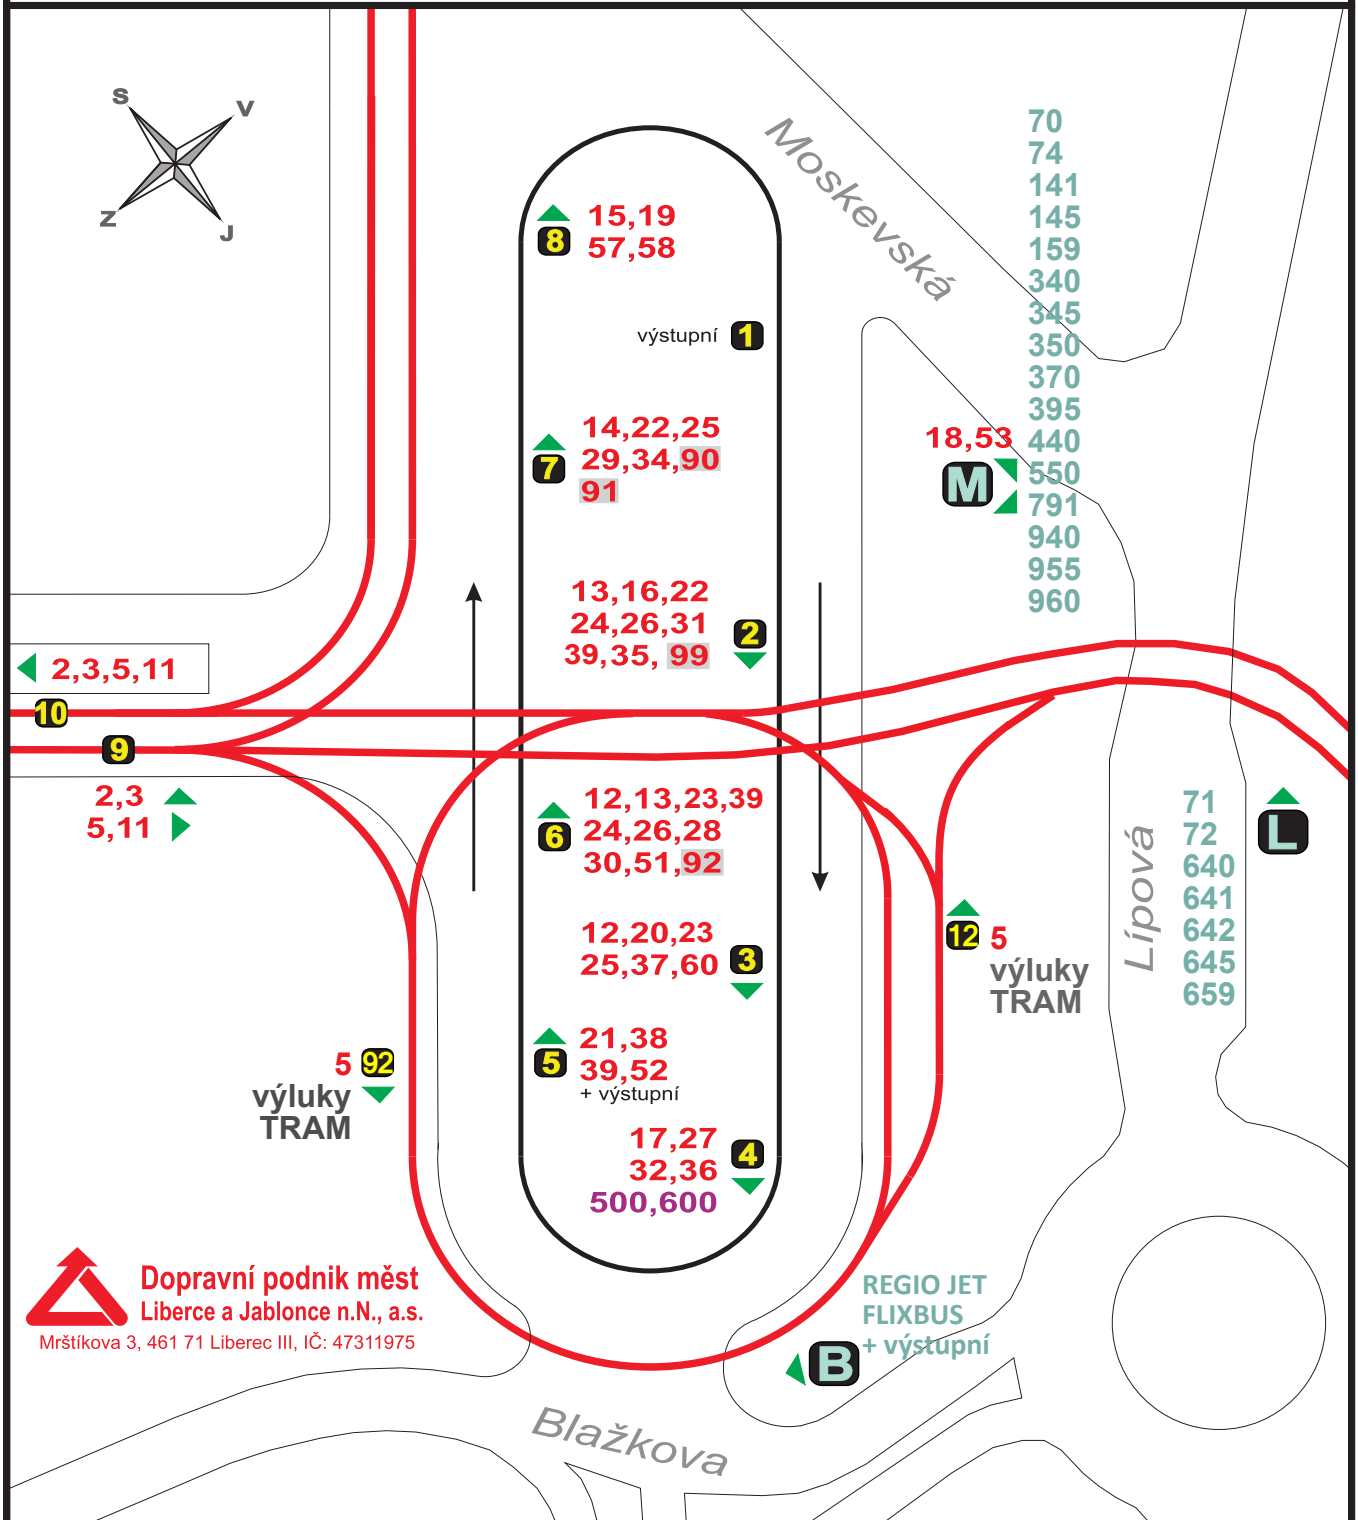 S
V
Z
J
Moskevská
70
74
141
145
159
340
345
350
370
395
440
550
791
940
955
960
18,53
M
8
15,19
57,58
výstupní
1
7
14,22,25
29,34,90
91
13,16,22
24,26,31
39,35, 99
2
2,3,5,11
10
9
2,3
5,11
6
12,13,23,39
24,26,28
30,51,92
12,20,23
25,37,60
3
5
21,38
39,52
+ výstupní
17,27
32,36
500,600
4
5
92
výluky
TRAM
12
5
výluky
TRAM
Lípová
71
72
640
641
642
645
659
L
Dopravní podnik měst
Liberce a Jablonce n.N., a.s.
Mrštíkova 3, 461 71 Liberec III, IČ: 47311975
REGIO JET
FLIXBUS
+ výstupní
B
Blažkova